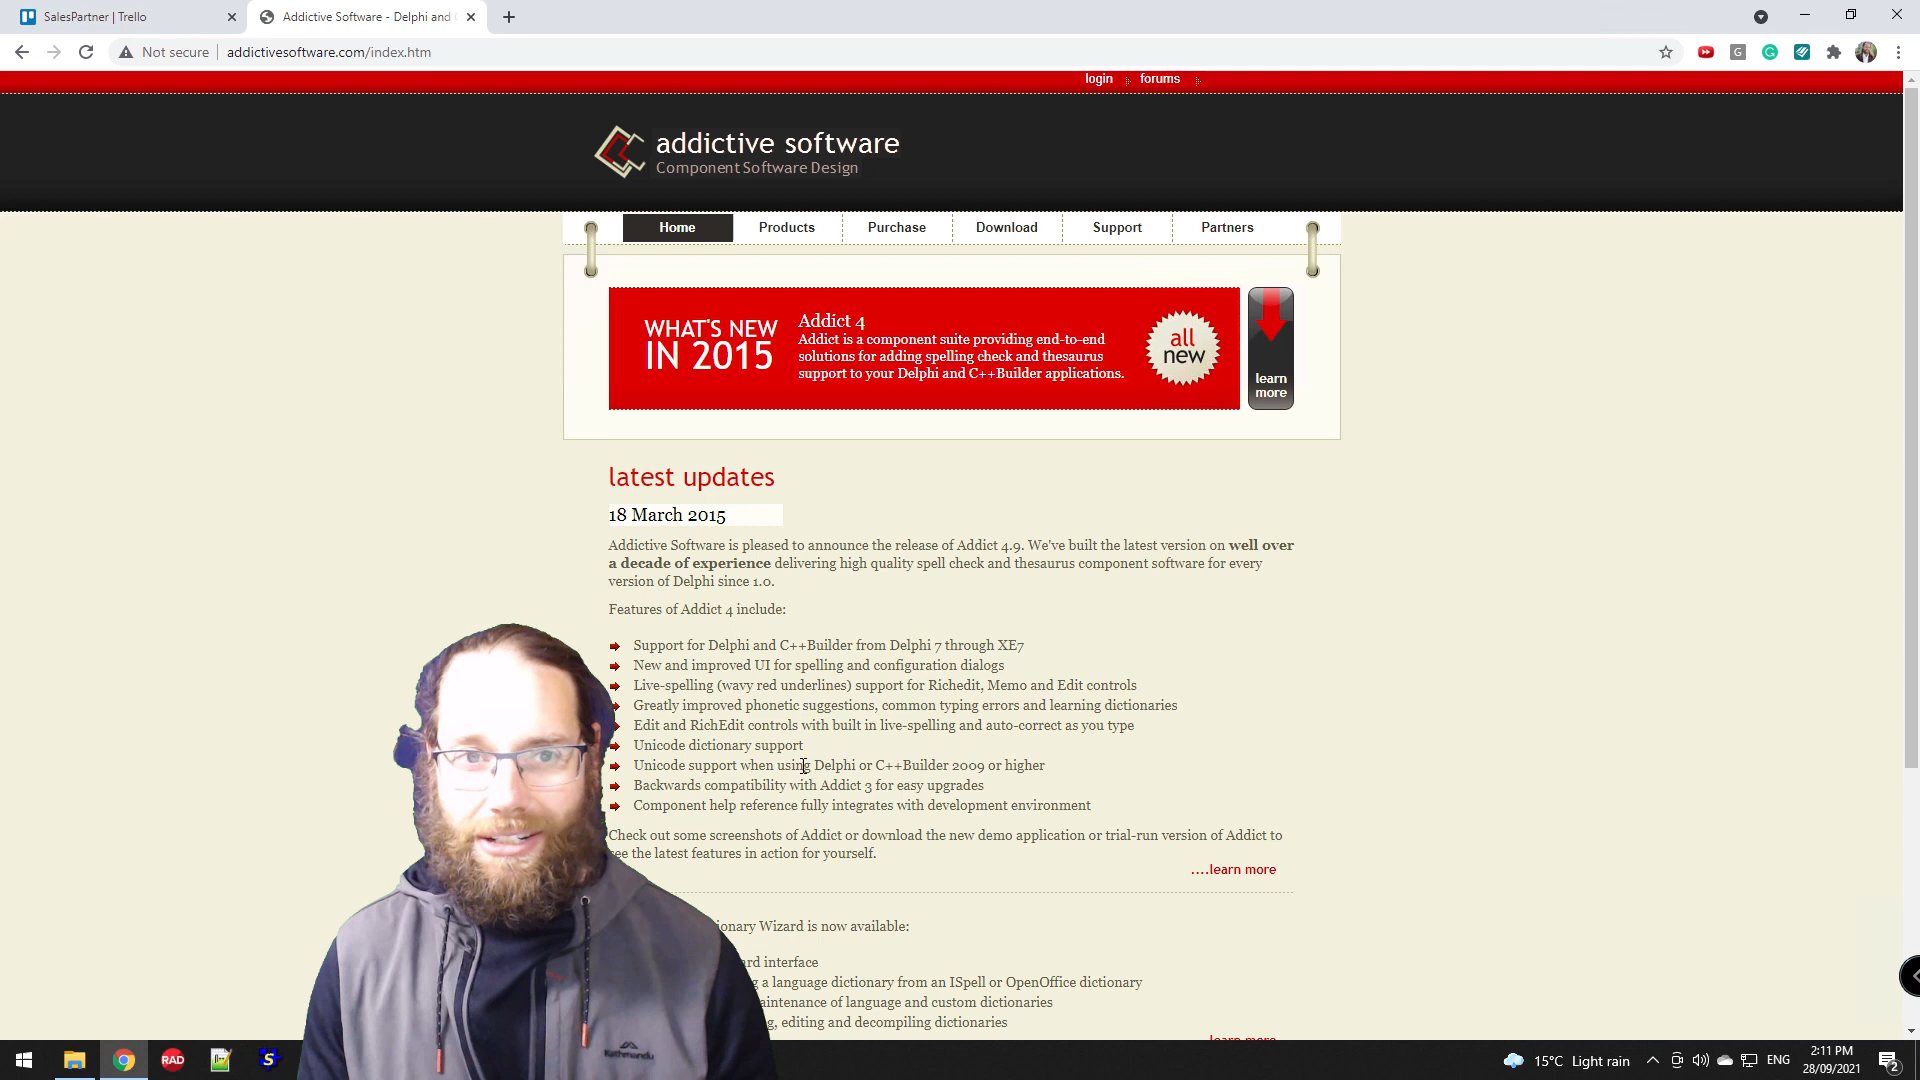 SalesPartner | Trello
Addictive Software - Delphi and
Not secure
addictivesoftware.com/index.htm
login
forums
addictive software
Component Software Design
Home
Products
Purchase
Download
Support
Partners
WHAT'S NEW
IN 2015
Addict 4
Addict is a component suite providing end-to-end
solutions for adding spelling check and thesaurus
support to your Delphi and C++Builder applications.
all
new
learn
more
latest updates
18 March 2015
Addictive Software is pleased to announce the release of Addict 4.9. We've built the latest version on well over
a decade of experience delivering high quality spell check and thesaurus component software for every
version of Delphi since 1.0.
Features of Addict 4 include:
Support for Delphi and C++Builder from Delphi 7 through XE7
New and improved UI for spelling and configuration dialogs
Live-spelling (wavy red underlines) support for Richedit, Memo and Edit controls
Greatly improved phonetic suggestions, common typing errors and learning dictionaries
Edit and RichEdit controls with built in live-spelling and auto-correct as you type
Unicode dictionary support
Unicode support when using Delphi or C++Builder 2009 or higher
Backwards compatibility with Addict 3 for easy upgrades
Component help reference fully integrates with development environment
Check out some screenshots of Addict or download the new demo application or trial-run version of Addict to
see the latest features in action for yourself.
....learn more
Wizard is now available:
interface
a language dictionary from an ISpell or OpenOffice dictionary
of language and custom dictionaries
editing and decompiling dictionaries
learn more
Kathmandu
RAD
15°C Light rain
ENG
2:11 PM
28/09/2021
2